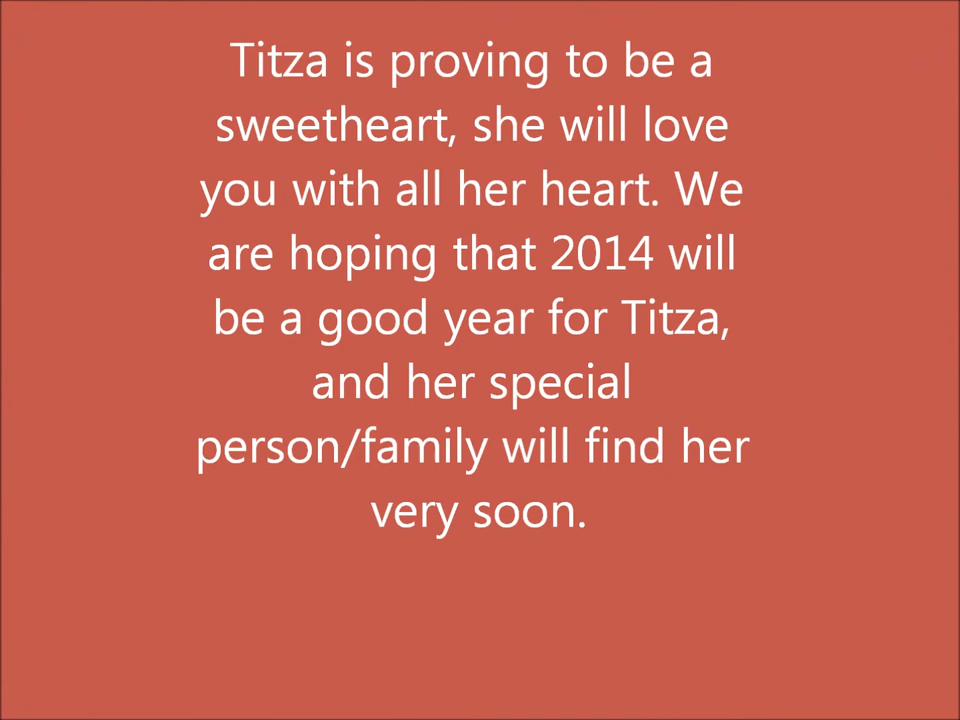 Titza is proving to be a
sweetheart, she will love
you with all her heart. We
are hoping that 2014 will
be a good year for Titza,
and her special
person/family will find her
very soon.